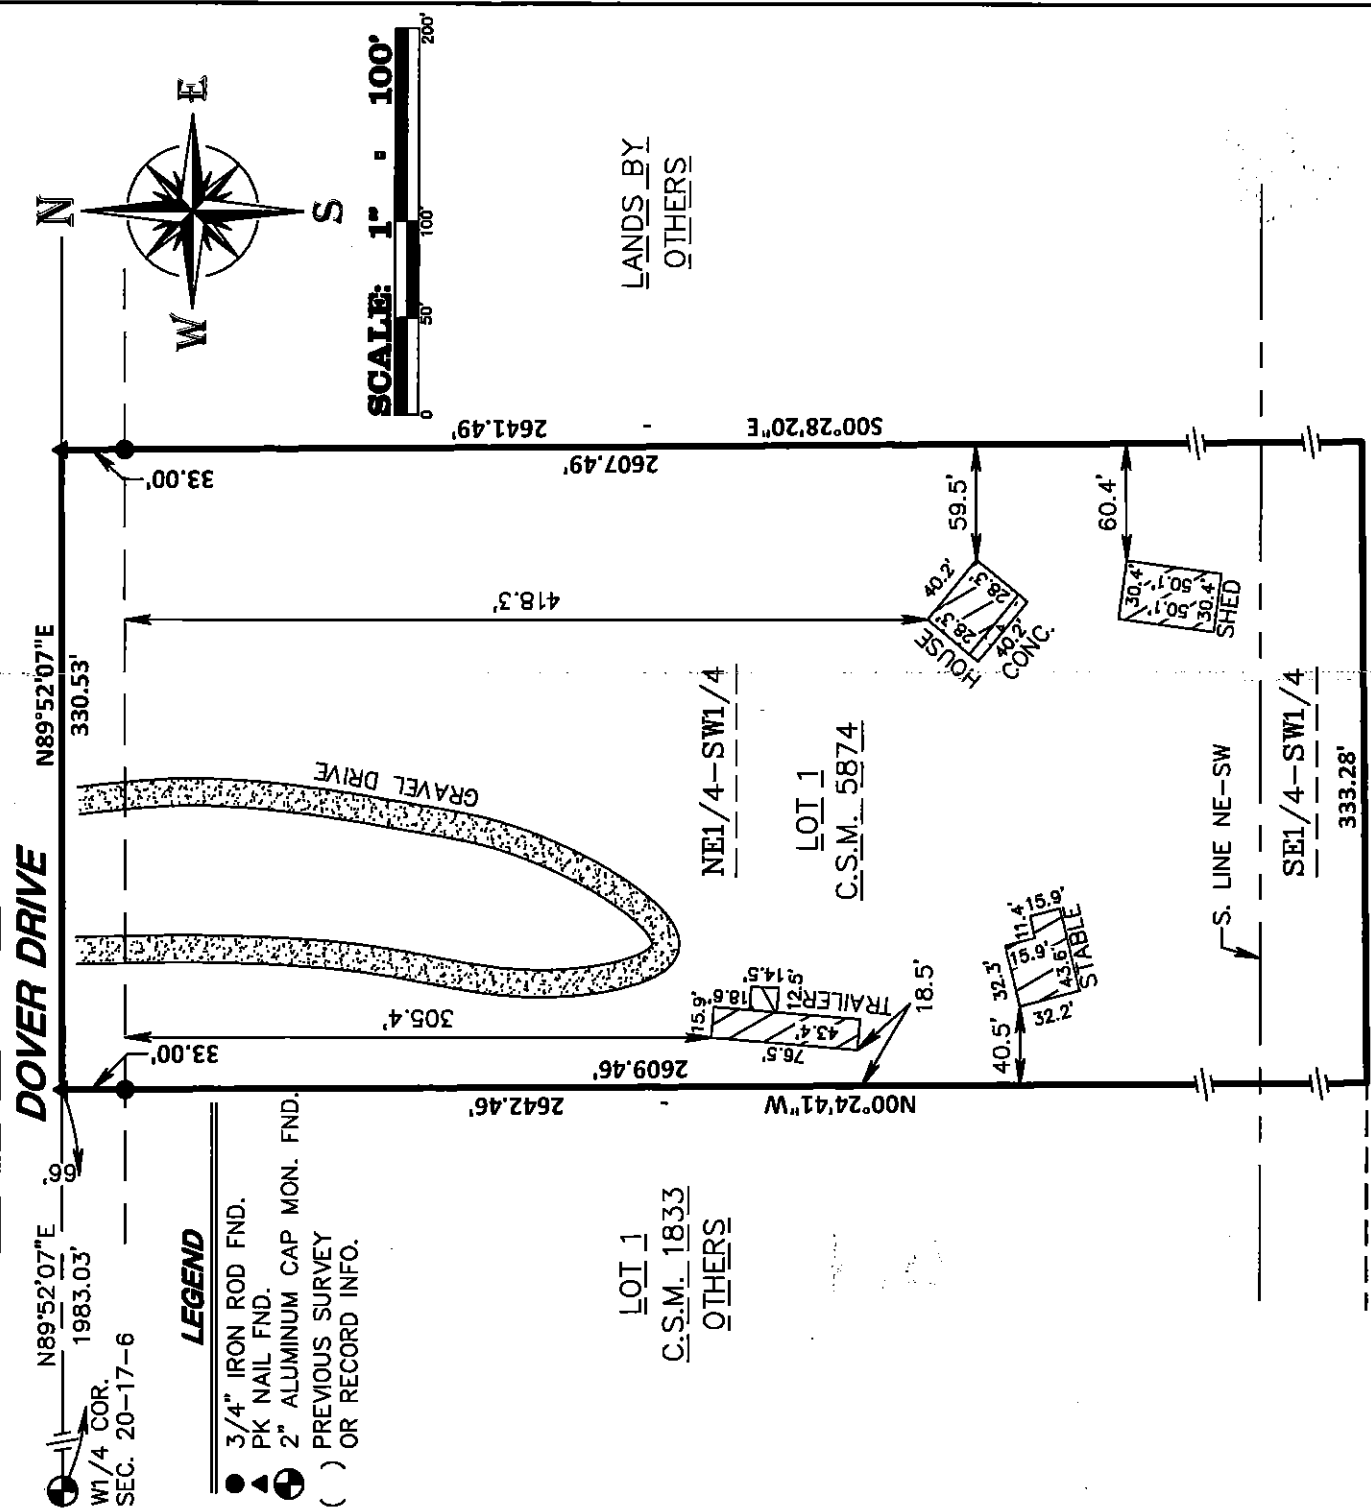 DOVER DRIVE
N89°52'07"E
330.53'
N89°52'07"E
1983.03'
66'
W1/4 COR.
SEC. 20-17-6
33.00'
33.00'
N
E
S
W
SCALE: 1" = 100'
0
50'
100'
200'
LEGEND
3/4" IRON ROD FND.
PK NAIL FND.
2" ALUMINUM CAP MON. FND.
( ) PREVIOUS SURVEY
OR RECORD INFO.
GRAVEL DRIVE
305.4'
418.3'
N00°24'41"W - 2642.46'
2609.46'
S00°28'20"E - 2641.49'
2607.49'
LOT 1
C.S.M. 1833
OTHERS
LANDS BY
OTHERS
NE1/4-SW1/4
LOT 1
C.S.M. 5874
15.9'
18.6'
14.5'
12.5'
43.4'
76.5'
TRAILER
18.5'
HOUSE
CONC.
40.2'
28.3'
28.3'
40.2'
59.5'
60.4'
30.4'
50.1'
50.1'
30.4'
SHED
40.5'
32.3'
11.4'
15.9'
15.9'
43.6'
32.2'
STABLE
S. LINE NE-SW
SE1/4-SW1/4
333.28'